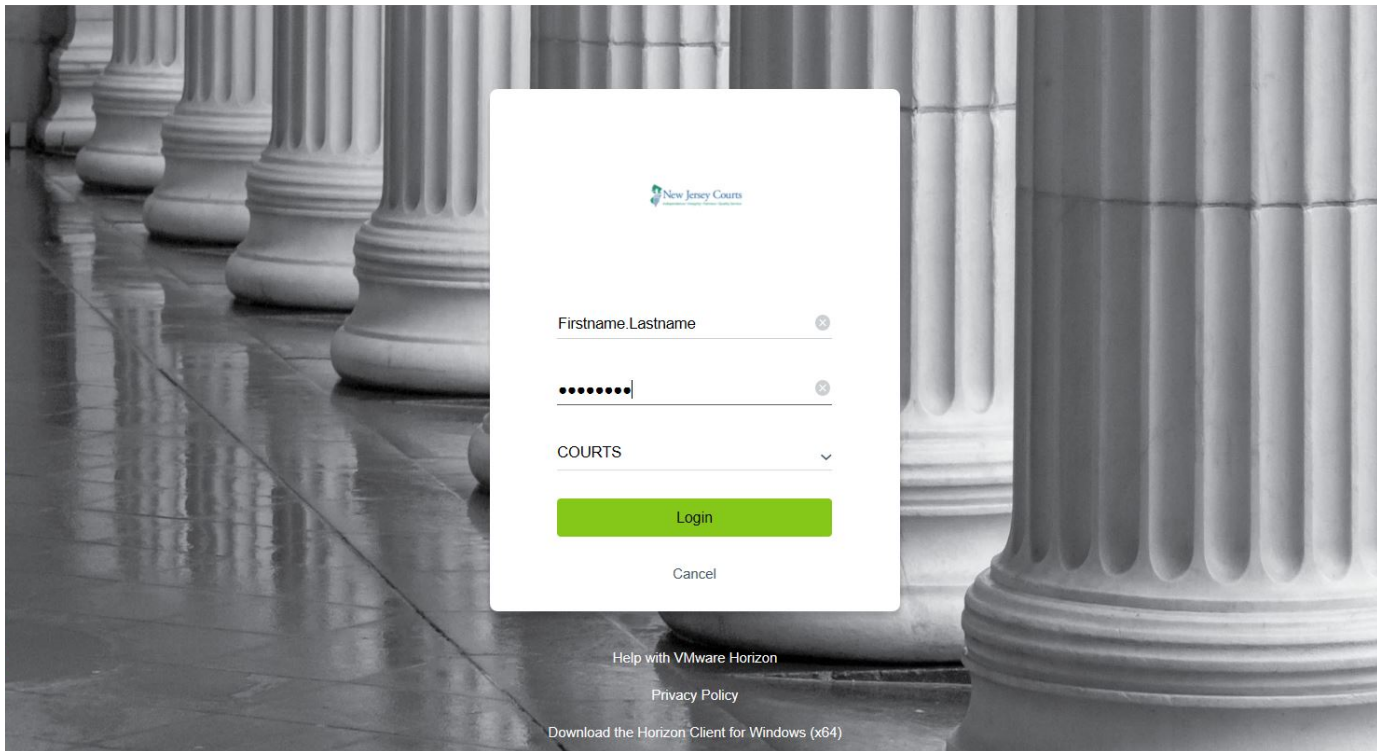 New Jersey Courts
Firstname.Lastname
••••••••
COURTS
Login
Cancel
Help with VMware Horizon
Privacy Policy
Download the Horizon Client for Windows (x64)